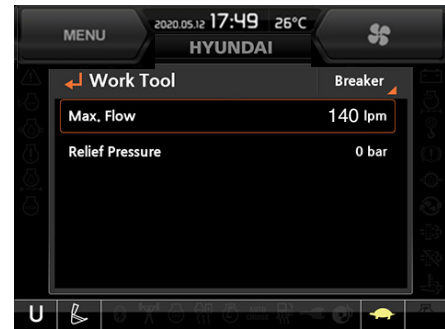 MENU
2020.05.12 17:49 26°C
HYUNDAI
Work Tool
Breaker
Max. Flow
140 lpm
Relief Pressure
0 bar
U